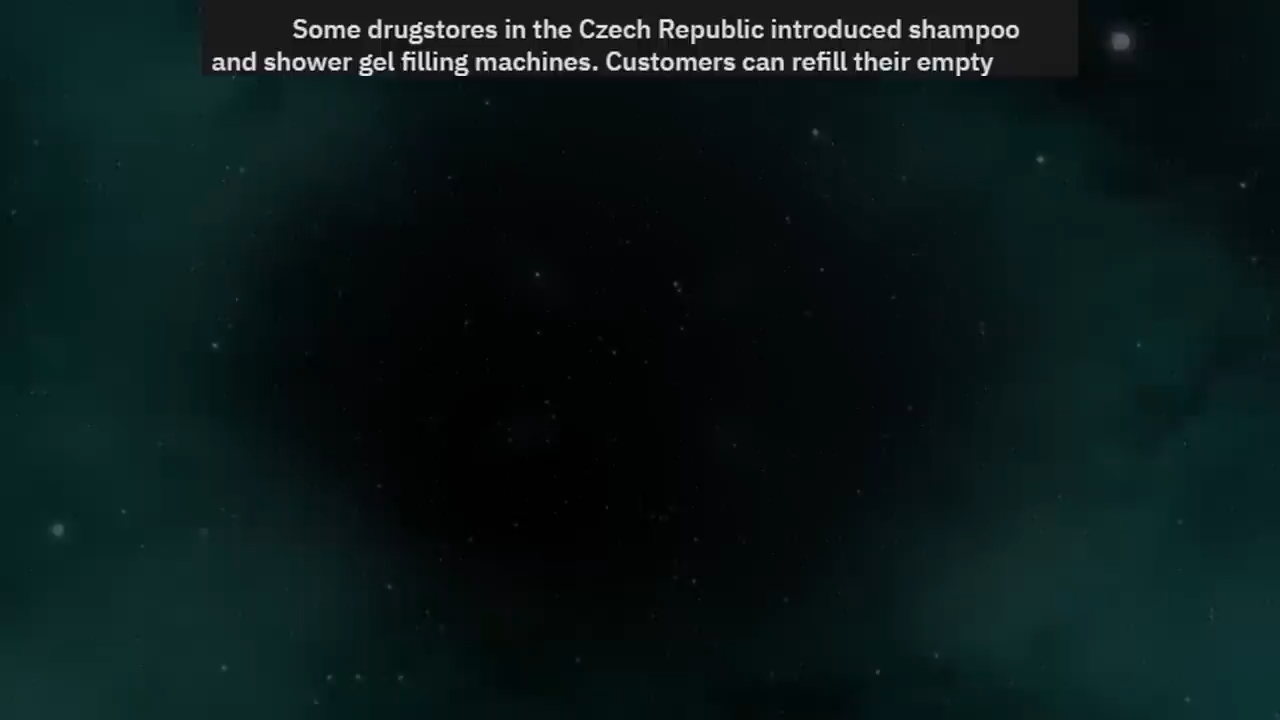 Some drugstores in the Czech Republic introduced shampoo
and shower gel filling machines. Customers can refill their empty